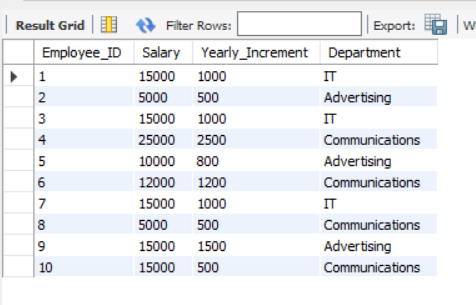 Result Grid Filter Rows: Export: W
Employee_ID Salary Yearly_Increment Department
1 15000 1000 IT
2 5000 500 Advertising
3 15000 1000 IT
4 25000 2500 Communications
5 10000 800 Advertising
6 12000 1200 Communications
7 15000 1000 IT
8 5000 500 Communications
9 15000 1500 Advertising
10 15000 500 Communications